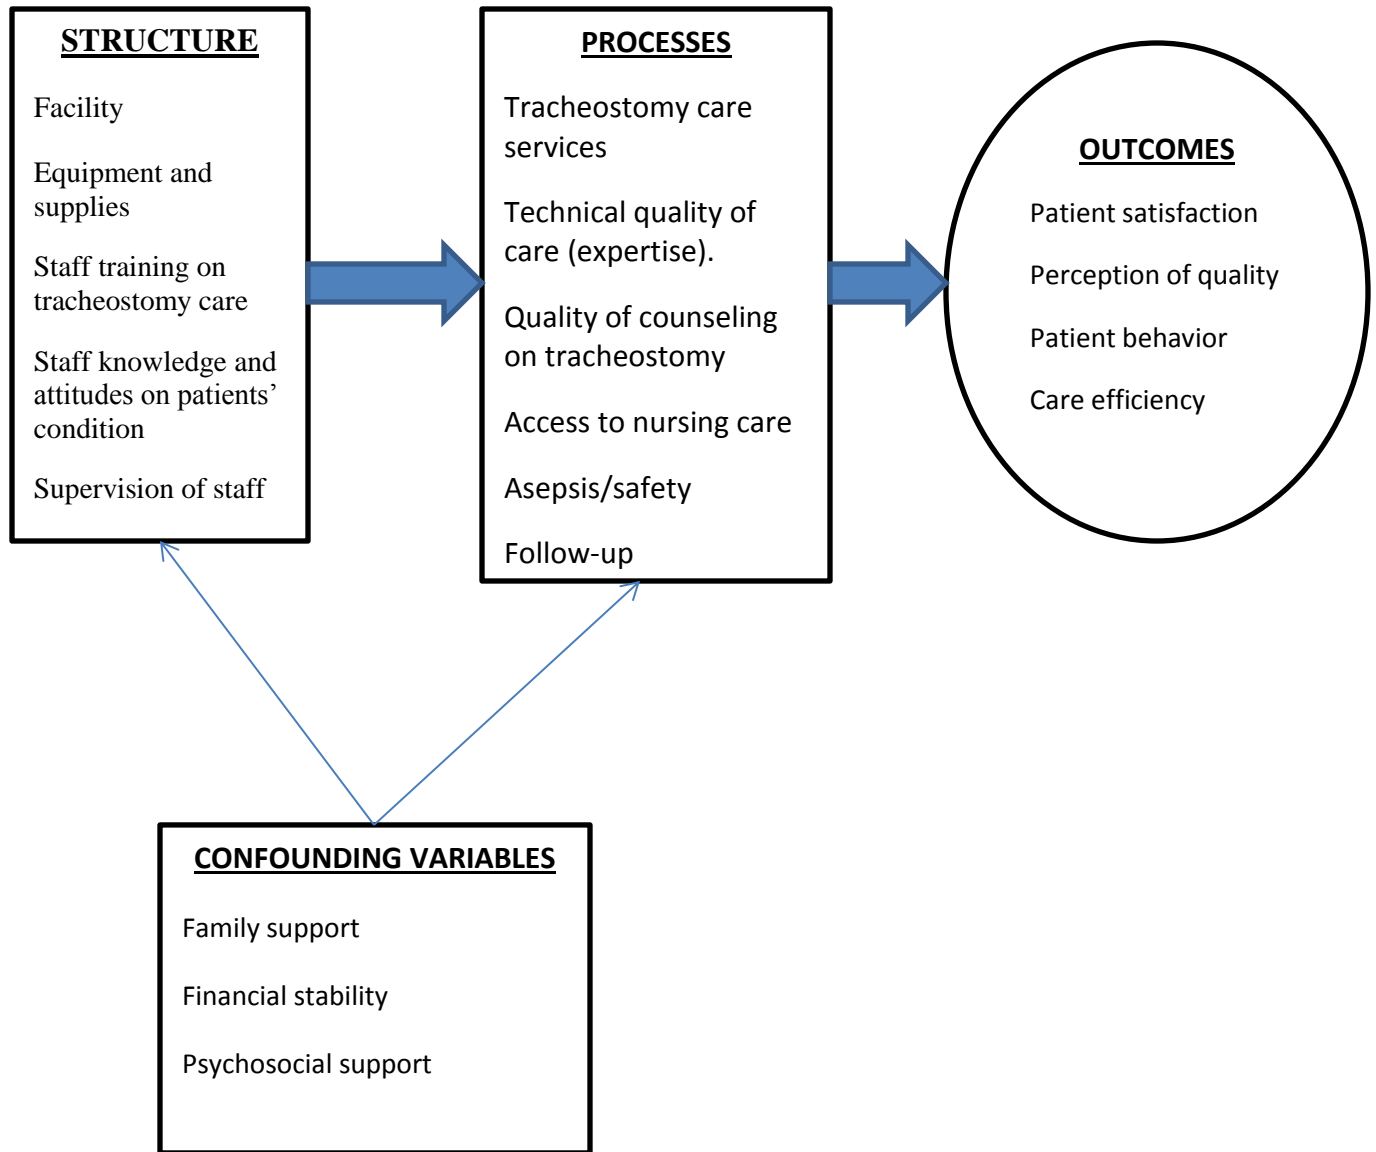 STRUCTURE
Facility
Equipment and
supplies
Staff training on
tracheostomy care
Staff knowledge and
attitudes on patients’
condition
Supervision of staff
PROCESSES
Tracheostomy care
services
Technical quality of
care (expertise).
Quality of counseling
on tracheostomy
Access to nursing care
Asepsis/safety
Follow-up
OUTCOMES
Patient satisfaction
Perception of quality
Patient behavior
Care efficiency
CONFOUNDING VARIABLES
Family support
Financial stability
Psychosocial support